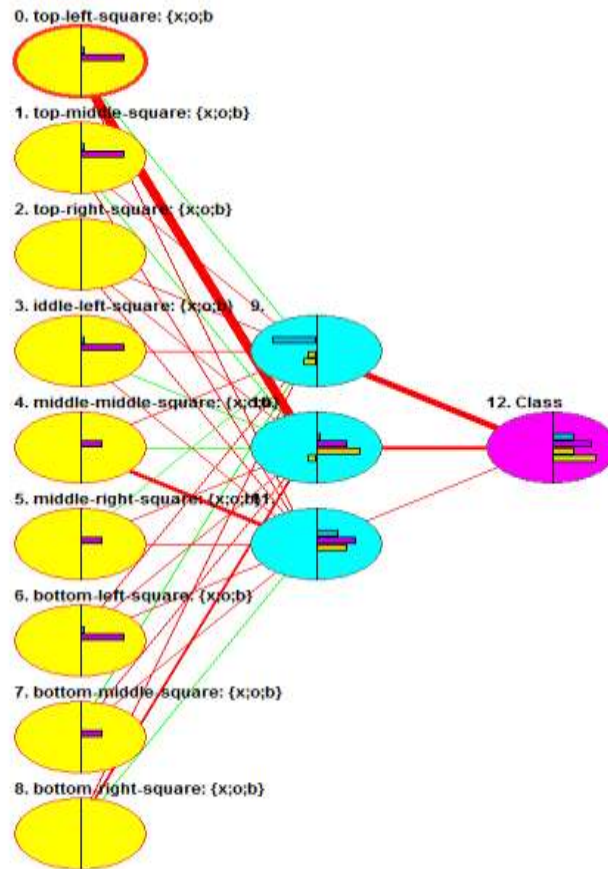 0. top-left-square: {x;o;b
1. top-middle-square: {x;o;b}
2. top-right-square: {x;o;b}
3. iddle-left-square: {x;o;b}
9.
4. middle-middle-square: {x;o;b}
10.
12. Class
5. middle-right-square: {x;o;b}
11.
6. bottom-left-square: {x;o;b}
7. bottom-middle-square: {x;o;b}
8. bottom-right-square: {x;o;b}